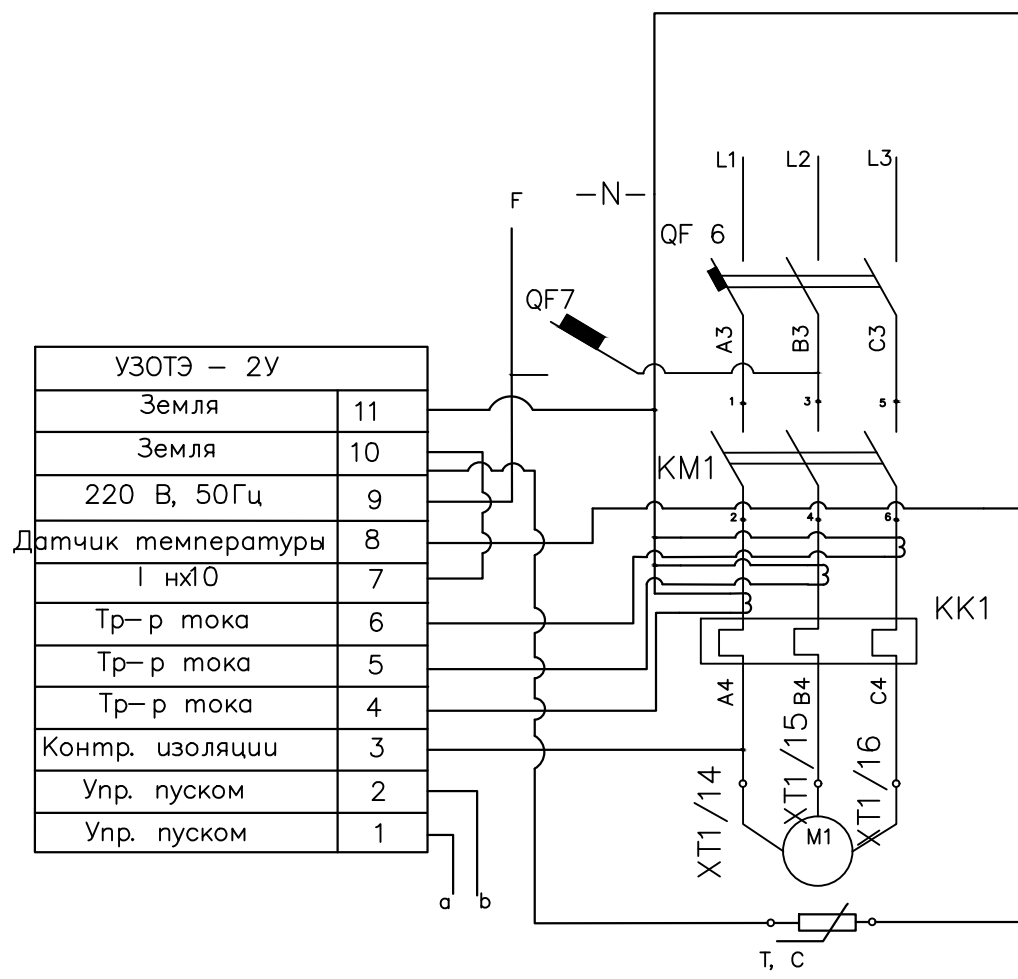 L1 L2 L3
F
–N–
QF 6
QF7
A3 B3 C3
УЗОТЭ – 2У
Земля 11
1 3 5
Земля 10
KM1
220 В, 50Гц 9
2 4 6
Датчик температуры 8
I нх10 7
Тр–р тока 6
KK1
Тр–р тока 5
Тр–р тока 4
A4 B4 C4
Контр. изоляции 3
XT1/14 XT1/15 XT1/16
Упр. пуском 2
Упр. пуском 1
M1
a b
T, C